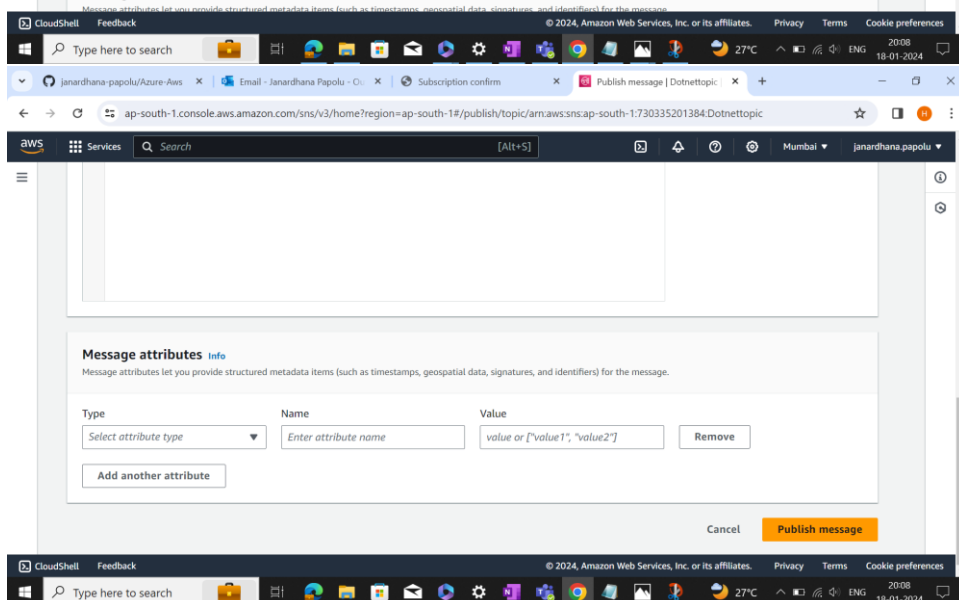 Message attributes let you provide structured metadata items (such as timestamps, geospatial data, signatures, and identifiers) for the message.
CloudShell Feedback © 2024, Amazon Web Services, Inc. or its affiliates. Privacy Terms Cookie preferences
Type here to search 27°C ENG 20:08
18-01-2024
janardhana-papolu/Azure-Aws Email - Janardhana Papolu - Ou Subscription confirm Publish message | Dotnettopic
ap-south-1.console.aws.amazon.com/sns/v3/home?region=ap-south-1#/publish/topic/arn:aws:sns:ap-south-1:730335201384:Dotnettopic H
aws Services Search [Alt+S] Mumbai janardhana.papolu
Message attributes Info
Message attributes let you provide structured metadata items (such as timestamps, geospatial data, signatures, and identifiers) for the message.
Type Name Value
Select attribute type Enter attribute name value or ["value1", "value2"] Remove
Add another attribute
Cancel Publish message
CloudShell Feedback © 2024, Amazon Web Services, Inc. or its affiliates. Privacy Terms Cookie preferences
Type here to search 27°C ENG 20:08
18-01-2024